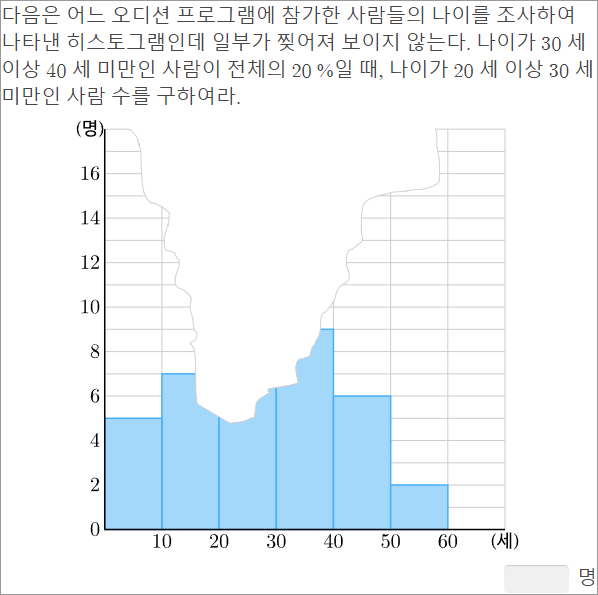 다음은 어느 오디션 프로그램에 참가한 사람들의 나이를 조사하여
나타낸 히스토그램인데 일부가 찢어져 보이지 않는다. 나이가 30 세
이상 40 세 미만인 사람이 전체의 20 %일 때, 나이가 20 세 이상 30 세
미만인 사람 수를 구하여라.
(명)
16
14
12
10
8
6
4
2
0
10 20 30 40 50 60 (세)
명